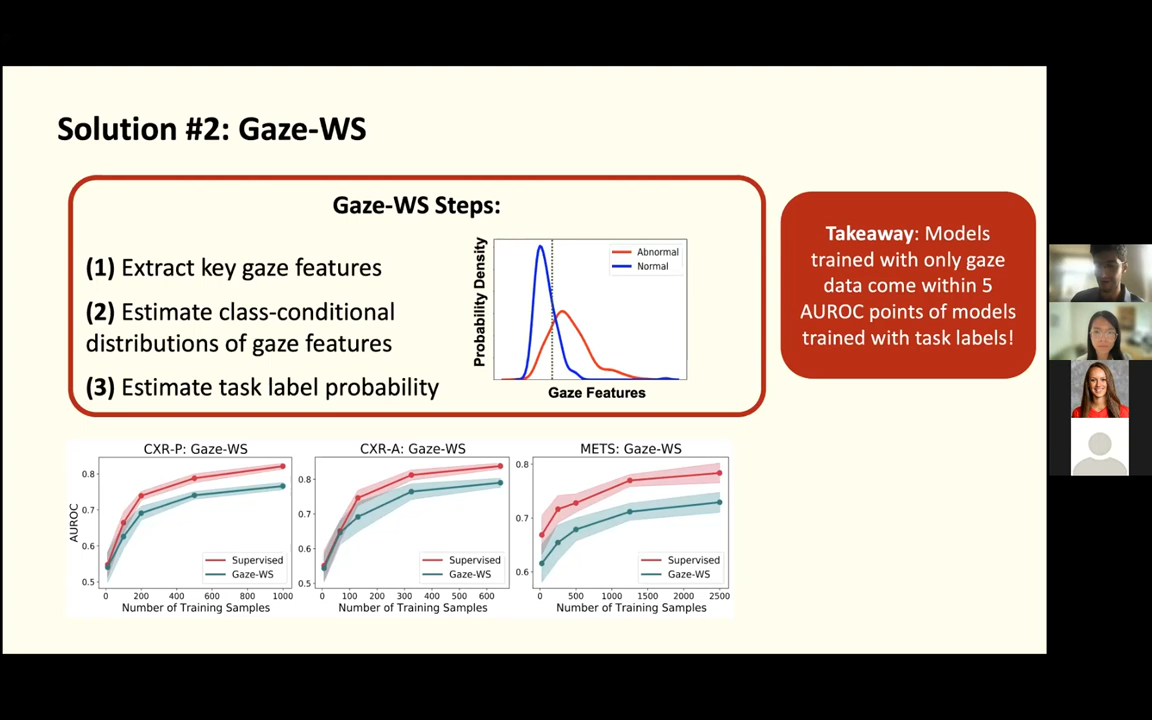 Solution #2: Gaze-WS
Gaze-WS Steps:
(1) Extract key gaze features
(2) Estimate class-conditional
distributions of gaze features
(3) Estimate task label probability
Probability Density
Abnormal
Normal
Gaze Features
Takeaway: Models
trained with only gaze
data come within 5
AUROC points of models
trained with task labels!
CXR-P: Gaze-WS
AUROC
0.8
0.7
0.6
0.5
Supervised
Gaze-WS
0 200 400 600 800 1000
Number of Training Samples
CXR-A: Gaze-WS
0.8
0.7
0.6
0.5
Supervised
Gaze-WS
0 100 200 300 400 500 600
Number of Training Samples
METS: Gaze-WS
0.8
0.7
0.6
Supervised
Gaze-WS
0 500 1000 1500 2000 2500
Number of Training Samples